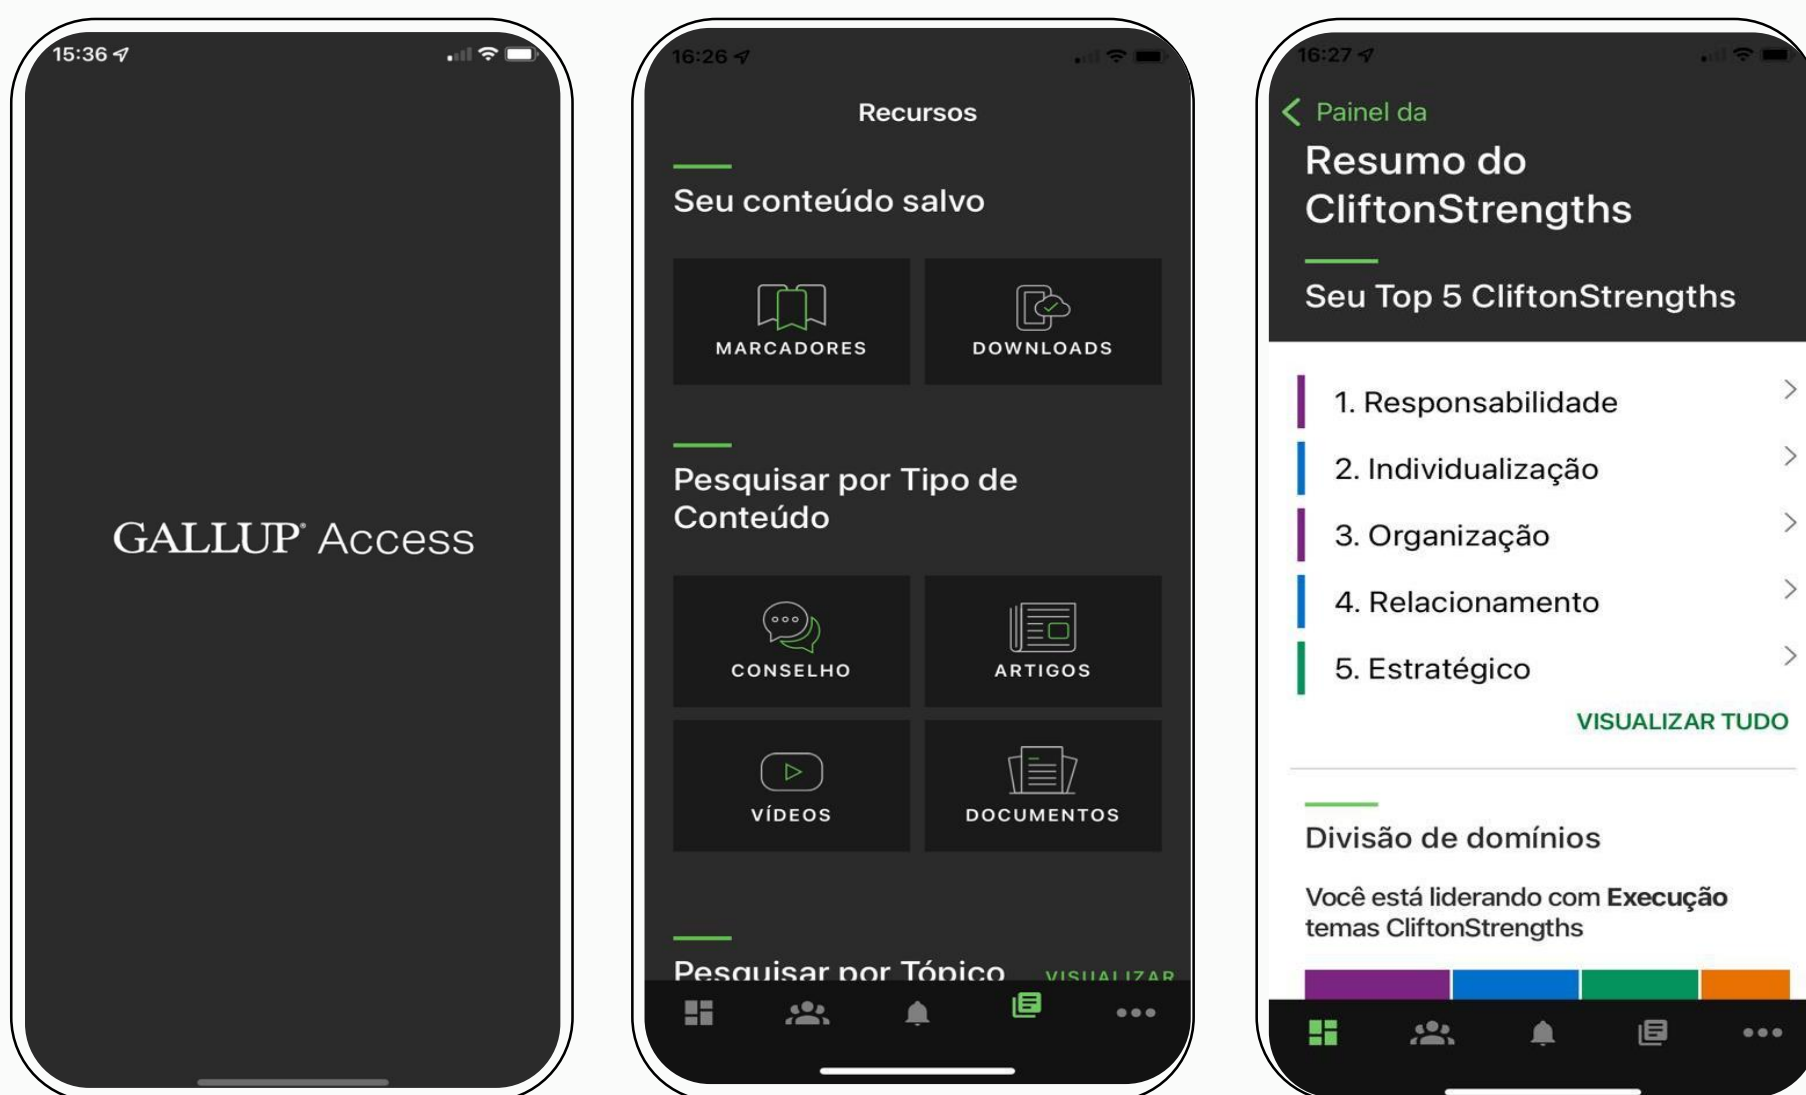 15:36
GALLUP® Access
16:26
Recursos
Seu conteúdo salvo
MARCADORES
DOWNLOADS
Pesquisar por Tipo de
Conteúdo
CONSELHO
ARTIGOS
VÍDEOS
DOCUMENTOS
Pesquisar por Tópico
VISUALIZAR
16:27
Painel da
Resumo do
CliftonStrengths
Seu Top 5 CliftonStrengths
1. Responsabilidade
2. Individualização
3. Organização
4. Relacionamento
5. Estratégico
VISUALIZAR TUDO
Divisão de domínios
Você está liderando com Execução
temas CliftonStrengths